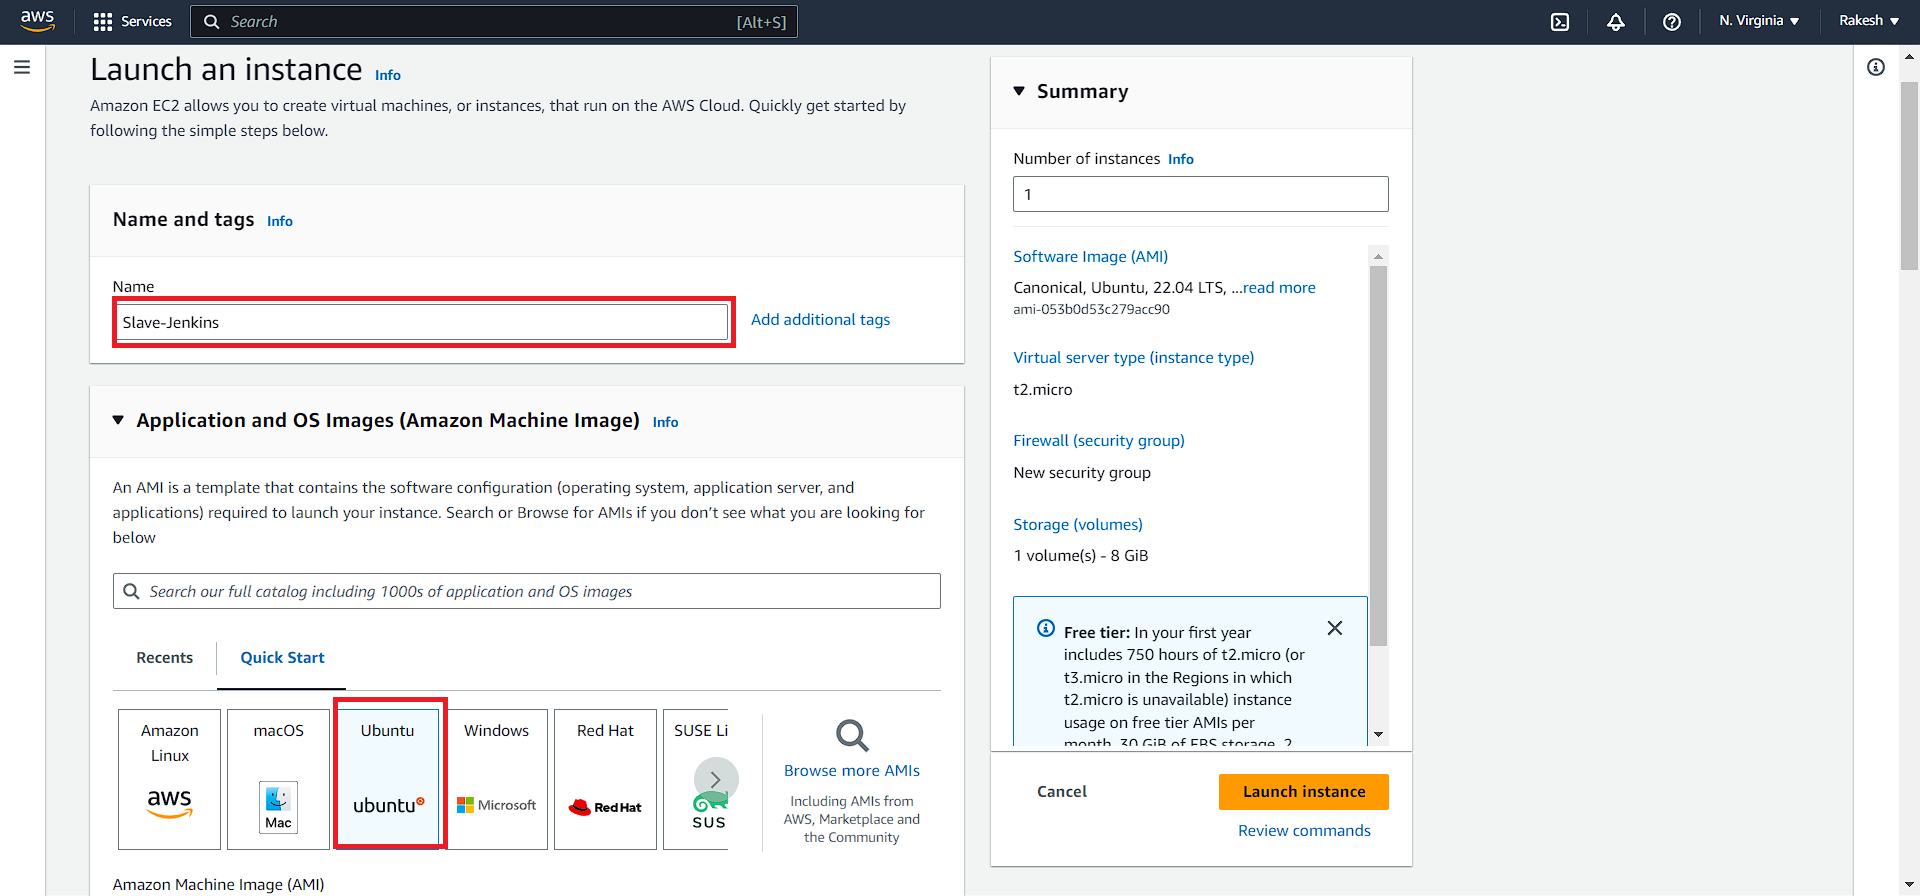 aws
Services
Search
[Alt+S]
N. Virginia
Rakesh
Launch an instance Info
Amazon EC2 allows you to create virtual machines, or instances, that run on the AWS Cloud. Quickly get started by
following the simple steps below.
Name and tags Info
Name
Slave-Jenkins
Add additional tags
Application and OS Images (Amazon Machine Image) Info
An AMI is a template that contains the software configuration (operating system, application server, and
applications) required to launch your instance. Search or Browse for AMIs if you don’t see what you are looking for
below
Search our full catalog including 1000s of application and OS images
Recents
Quick Start
Amazon
Linux
aws
macOS
Mac
Ubuntu
ubuntu
Windows
Microsoft
Red Hat
Red Hat
SUSE Li
SUS
Browse more AMIs
Including AMIs from
AWS, Marketplace and
the Community
Amazon Machine Image (AMI)
Summary
Number of instances Info
1
Software Image (AMI)
Canonical, Ubuntu, 22.04 LTS, ...read more
ami-053b0d53c279acc90
Virtual server type (instance type)
t2.micro
Firewall (security group)
New security group
Storage (volumes)
1 volume(s) - 8 GiB
Free tier: In your first year
includes 750 hours of t2.micro (or
t3.micro in the Regions in which
t2.micro is unavailable) instance
usage on free tier AMIs per
month, 30 GiB of EBS storage, 2
Cancel
Launch instance
Review commands